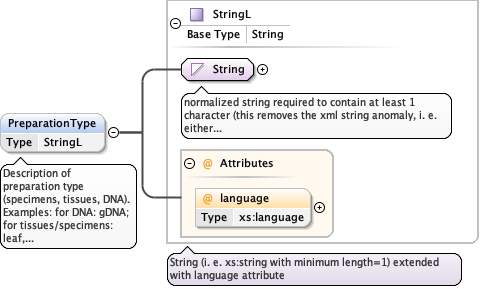 StringL
Base Type String
String
normalized string required to contain at least 1
character (this removes the xml string anomaly, i. e.
either...
PreparationType
Type StringL
Description of
preparation type
(specimens, tissues, DNA).
Examples: for DNA: gDNA;
for tissues/specimens:
leaf,...
@ Attributes
@ language
Type xs:language
String (i. e. xs:string with minimum length=1) extended
with language attribute